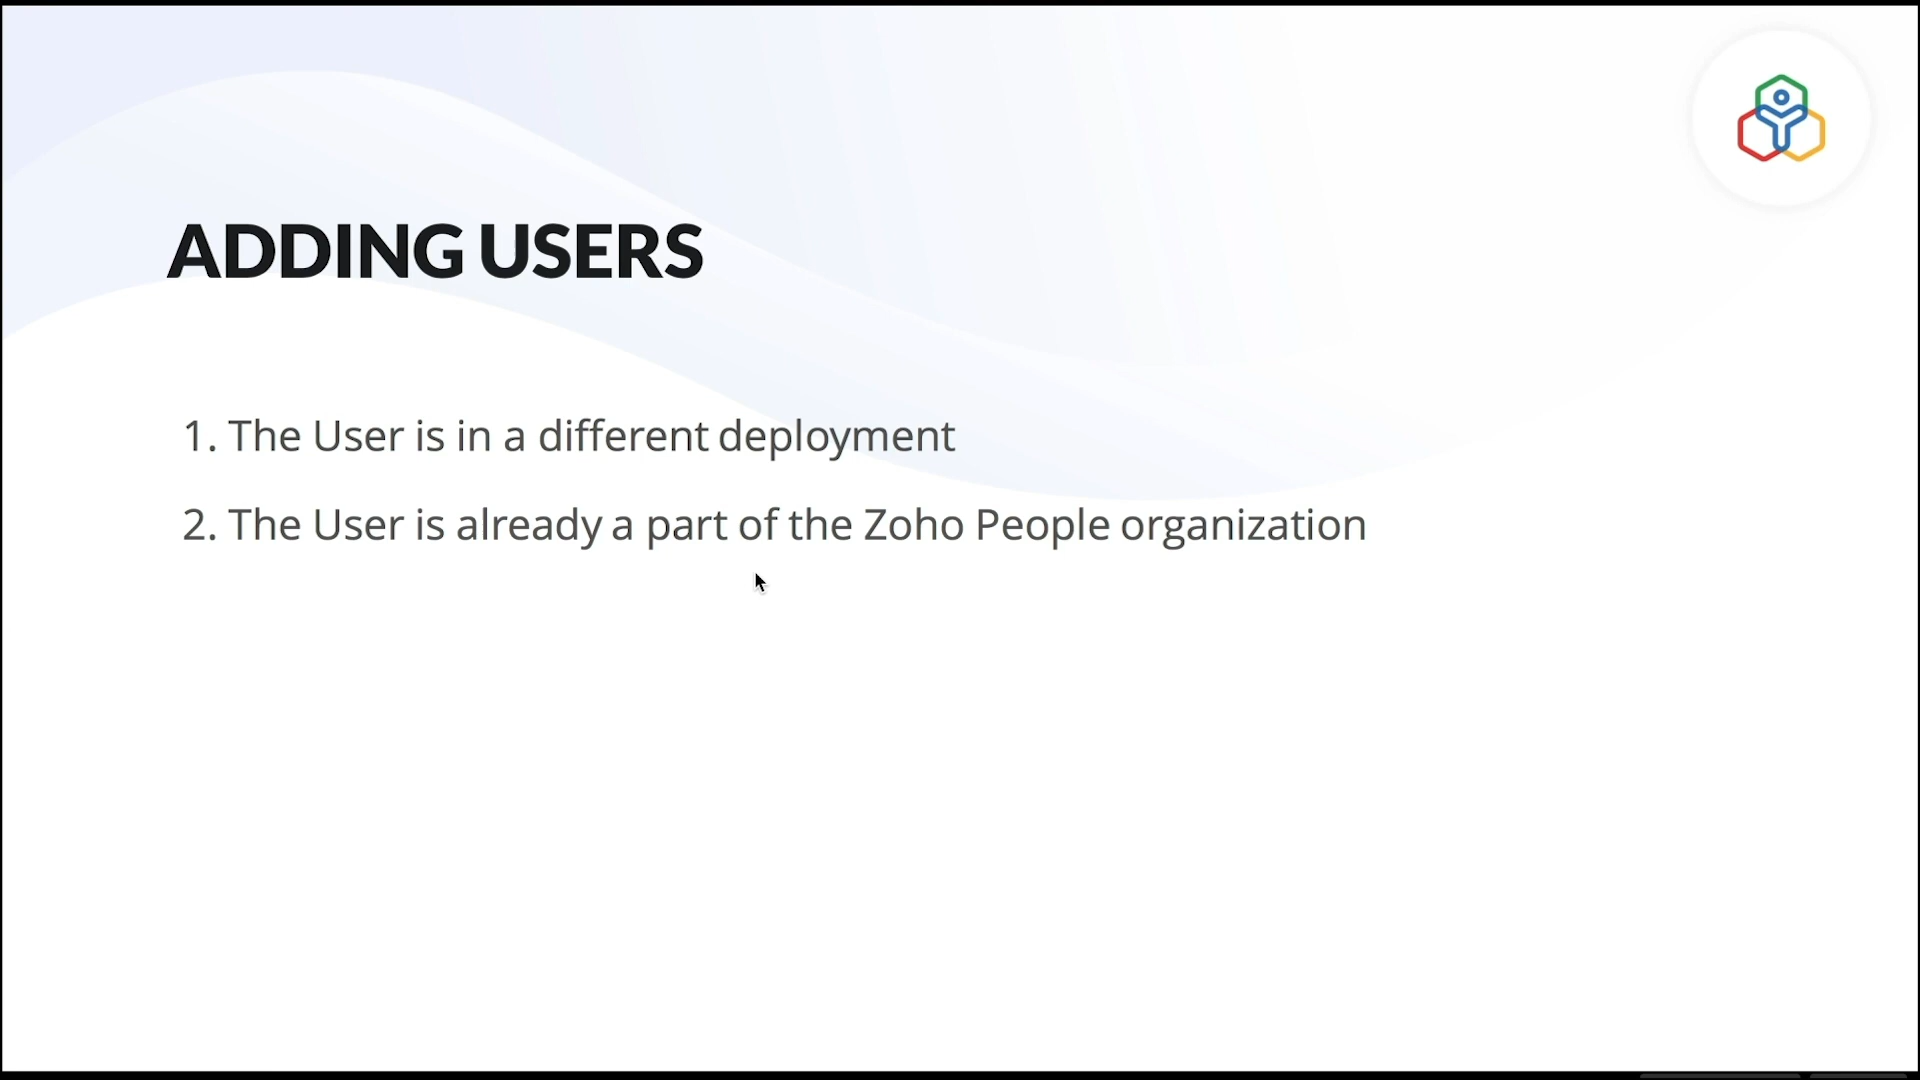 ADDING USERS
1. The User is in a different deployment
2. The User is already a part of the Zoho People organization